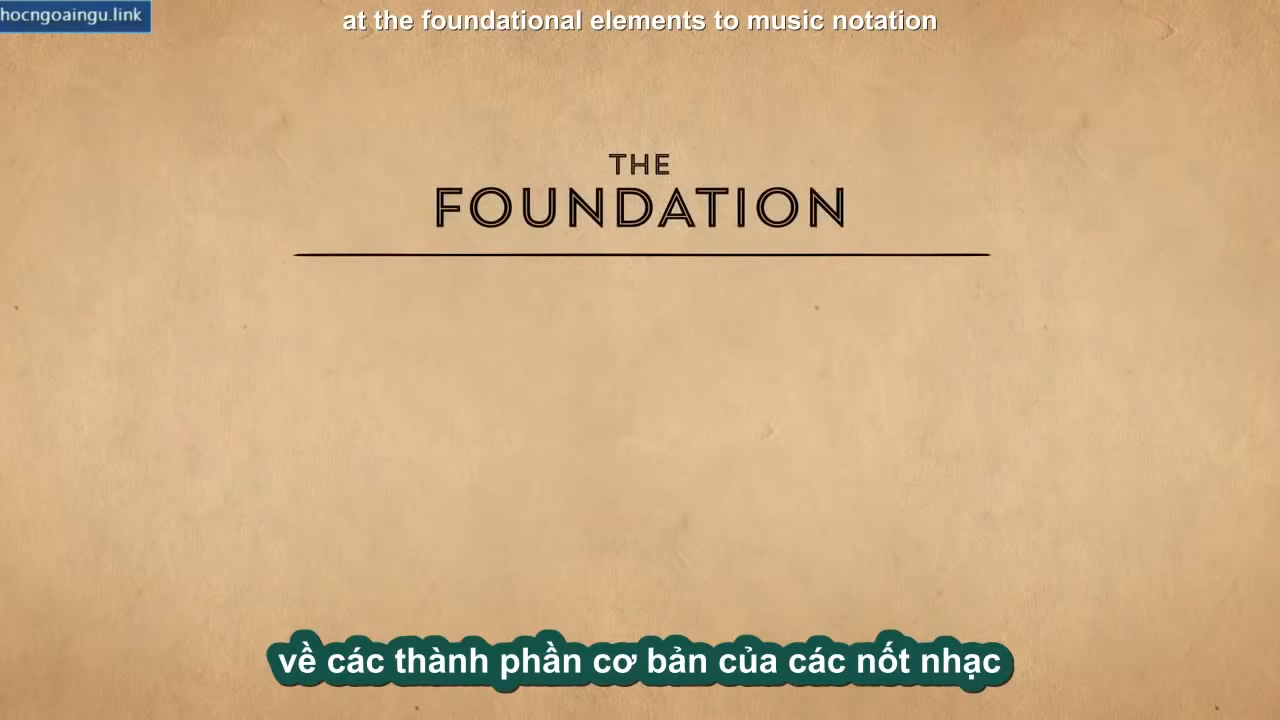 hocngoaingu.link
at the foundational elements to music notation
THE
FOUNDATION
về các thành phần cơ bản của các nốt nhạc